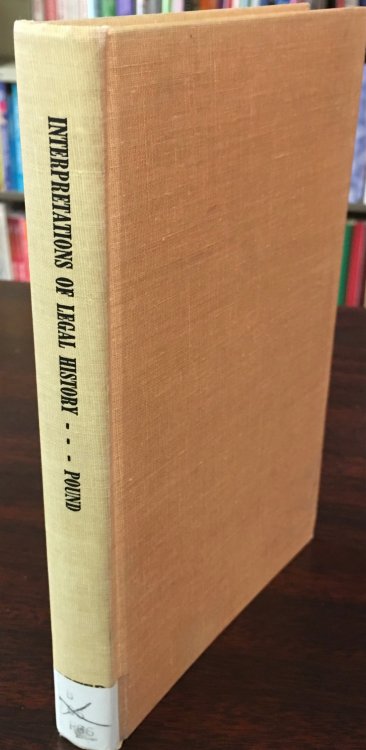 INTERPRETATIONS OF LEGAL HISTORY - - - POUND